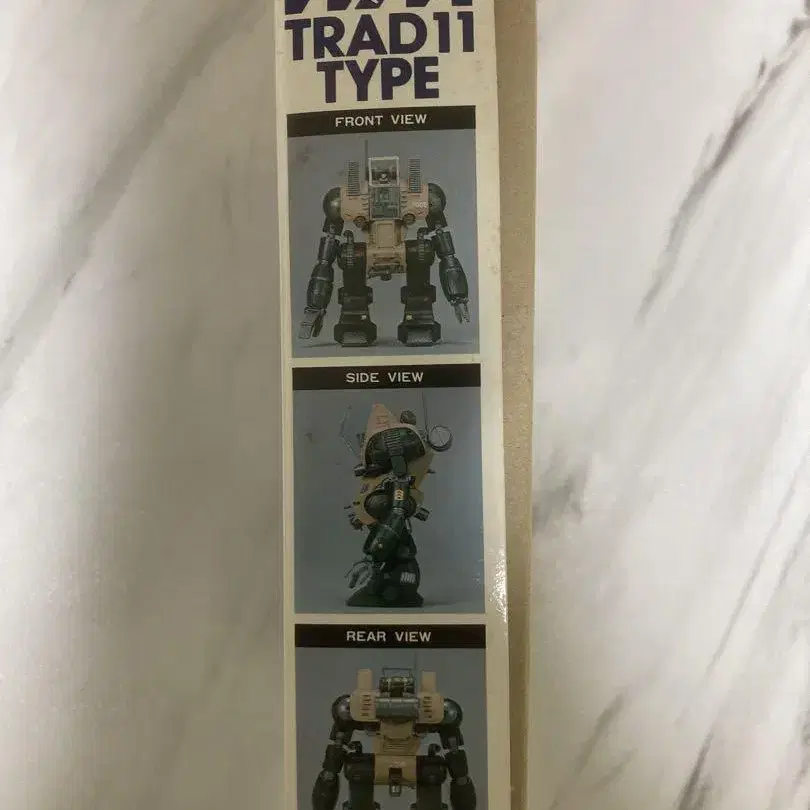 TRAD11
TYPE
FRONT VIEW
SIDE VIEW
REAR VIEW